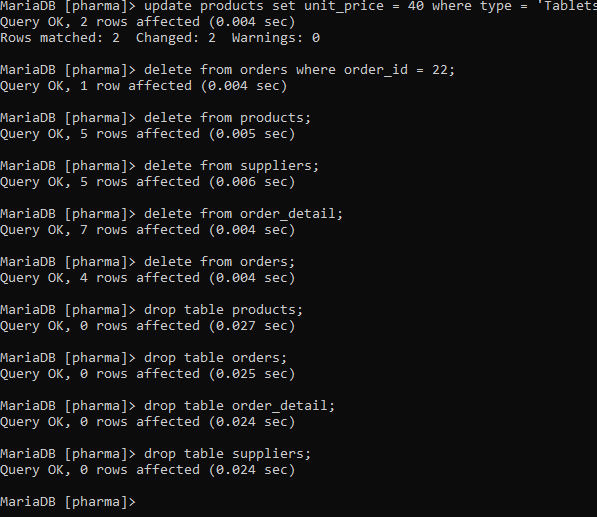 MariaDB [pharma]> update products set unit_price = 40 where type = 'Tablets
Query OK, 2 rows affected (0.004 sec)
Rows matched: 2  Changed: 2  Warnings: 0
MariaDB [pharma]> delete from orders where order_id = 22;
Query OK, 1 row affected (0.004 sec)
MariaDB [pharma]> delete from products;
Query OK, 5 rows affected (0.005 sec)
MariaDB [pharma]> delete from suppliers;
Query OK, 5 rows affected (0.006 sec)
MariaDB [pharma]> delete from order_detail;
Query OK, 7 rows affected (0.004 sec)
MariaDB [pharma]> delete from orders;
Query OK, 4 rows affected (0.004 sec)
MariaDB [pharma]> drop table products;
Query OK, 0 rows affected (0.027 sec)
MariaDB [pharma]> drop table orders;
Query OK, 0 rows affected (0.025 sec)
MariaDB [pharma]> drop table order_detail;
Query OK, 0 rows affected (0.024 sec)
MariaDB [pharma]> drop table suppliers;
Query OK, 0 rows affected (0.024 sec)
MariaDB [pharma]>